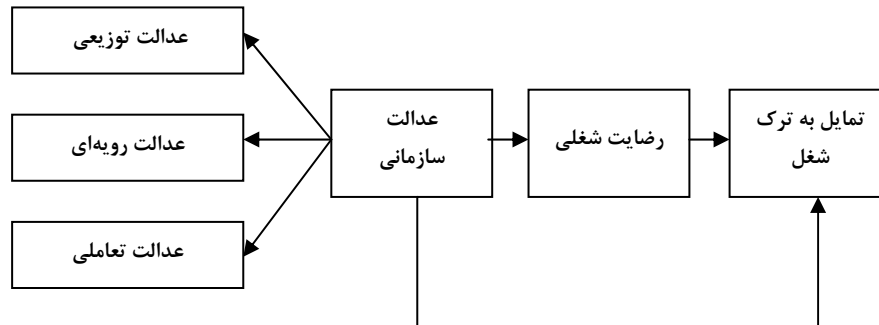 عدالت توزیعی
عدالت رویه‌ای
عدالت تعاملی
عدالت
سازمانی
رضایت شغلی
تمایل به ترک
شغل